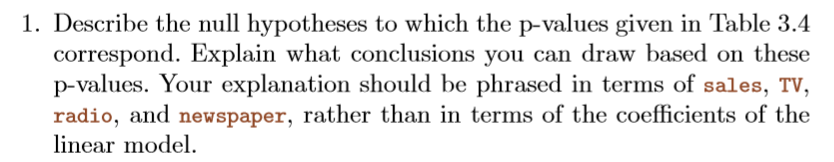 1. Describe the null hypotheses to which the p-values given in Table 3.4
correspond. Explain what conclusions you can draw based on these
p-values. Your explanation should be phrased in terms of sales, TV,
radio, and newspaper, rather than in terms of the coefficients of the
linear model.